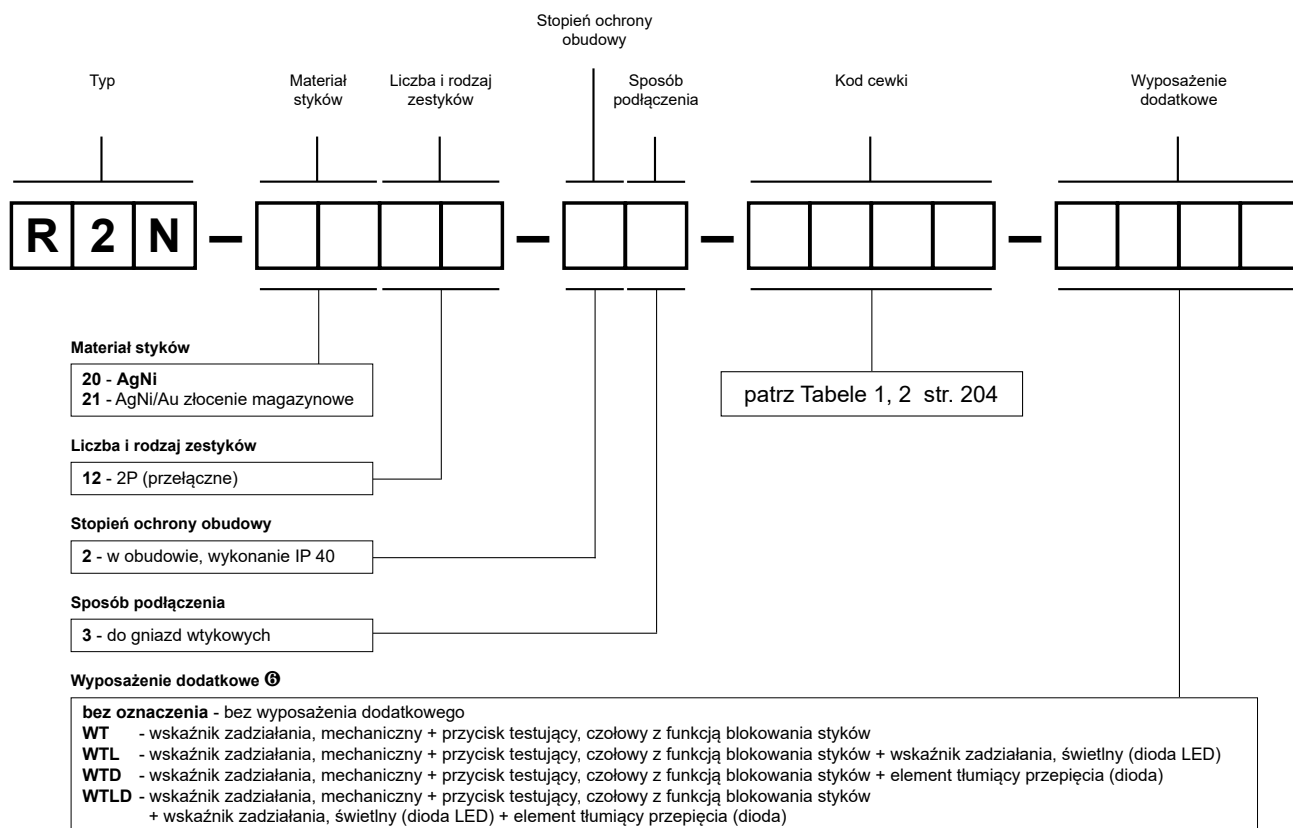 Stopień ochrony
obudowy
Typ
Materiał
styków
Liczba i rodzaj
zestyków
Sposób
podłączenia
Kod cewki
Wyposażenie
dodatkowe
R 2 N – – – –
Materiał styków
20 - AgNi
21 - AgNi/Au złocenie magazynowe
patrz Tabele 1, 2 str. 204
Liczba i rodzaj zestyków
12 - 2P (przełączne)
Stopień ochrony obudowy
2 - w obudowie, wykonanie IP 40
Sposób podłączenia
3 - do gniazd wtykowych
Wyposażenie dodatkowe ❻
bez oznaczenia - bez wyposażenia dodatkowego
WT - wskaźnik zadziałania, mechaniczny + przycisk testujący, czołowy z funkcją blokowania styków
WTL - wskaźnik zadziałania, mechaniczny + przycisk testujący, czołowy z funkcją blokowania styków + wskaźnik zadziałania, świetlny (dioda LED)
WTD - wskaźnik zadziałania, mechaniczny + przycisk testujący, czołowy z funkcją blokowania styków + element tłumiący przepięcia (dioda)
WTLD - wskaźnik zadziałania, mechaniczny + przycisk testujący, czołowy z funkcją blokowania styków
+ wskaźnik zadziałania, świetlny (dioda LED) + element tłumiący przepięcia (dioda)